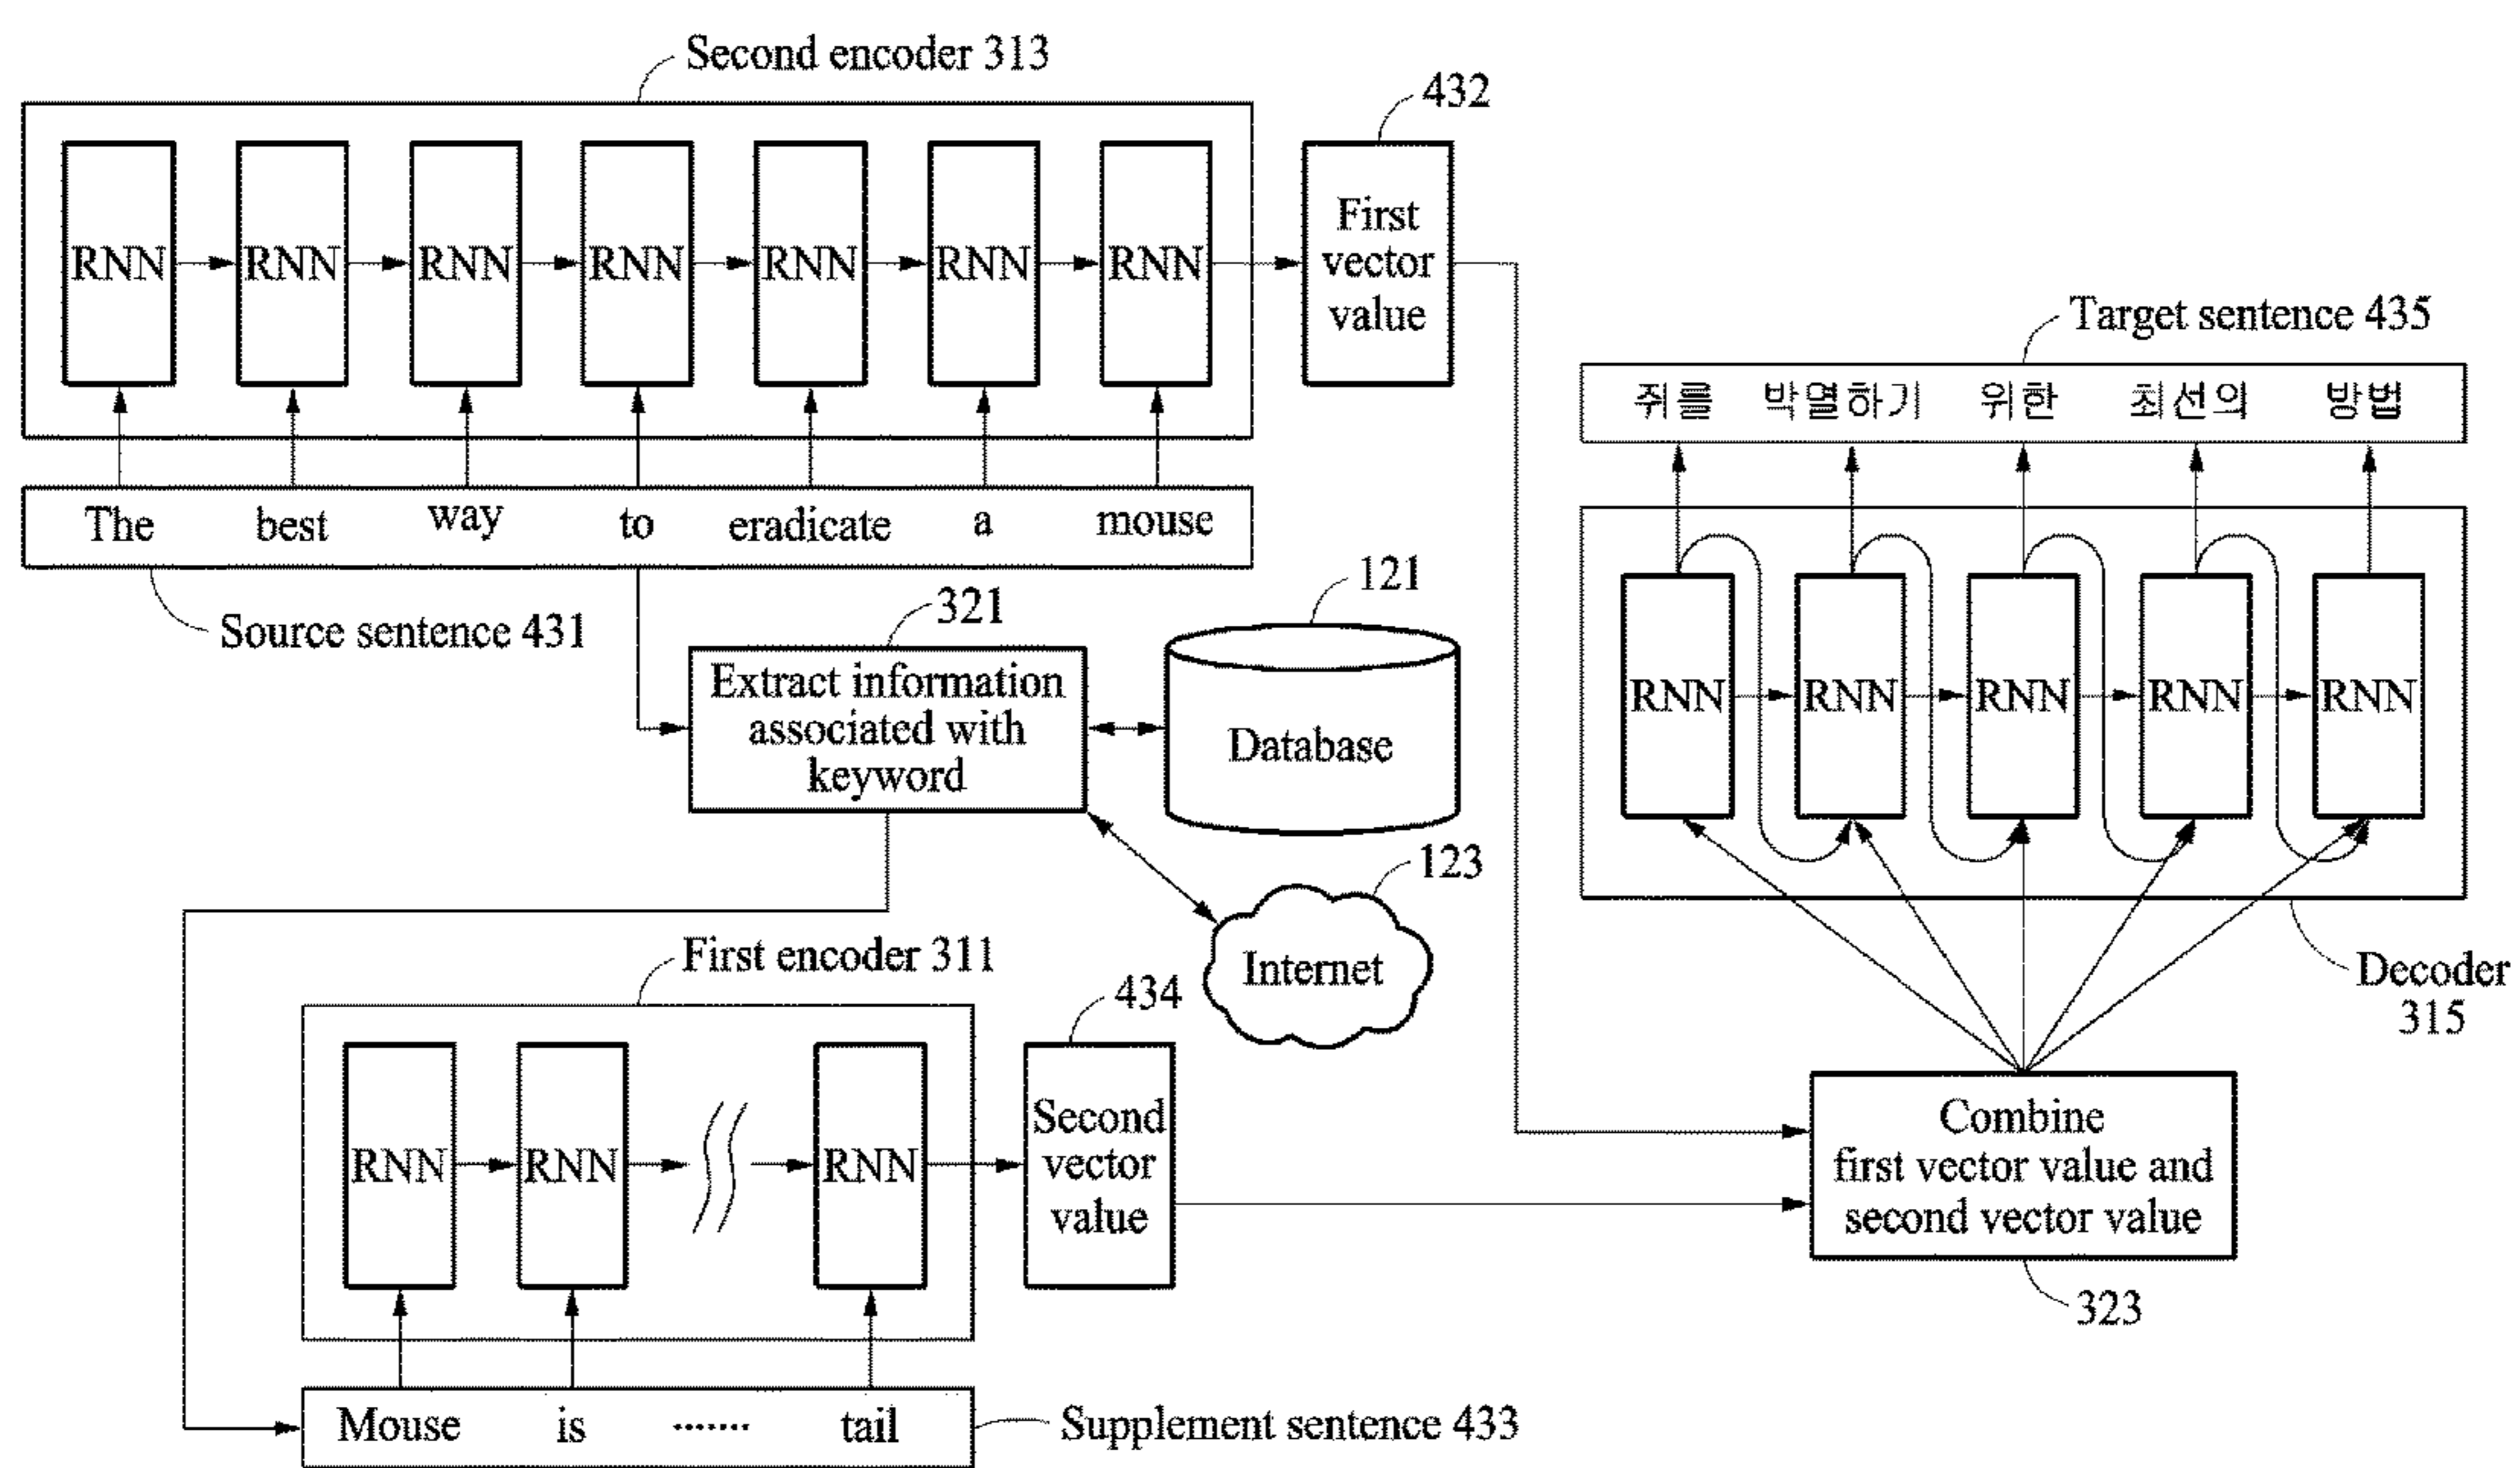 Second encoder 313
432
RNN RNN RNN RNN RNN RNN RNN
First
vector
value
The best way to eradicate a mouse
Source sentence 431
Target sentence 435
쥐를 박멸하기 위한 최선의 방법
321
Extract information
associated with
keyword
121
Database
123
Internet
RNN RNN RNN RNN RNN
Decoder
315
First encoder 311
434
RNN RNN RNN
Second
vector
value
Combine
first vector value and
second vector value
323
Mouse is ....... tail
Supplement sentence 433